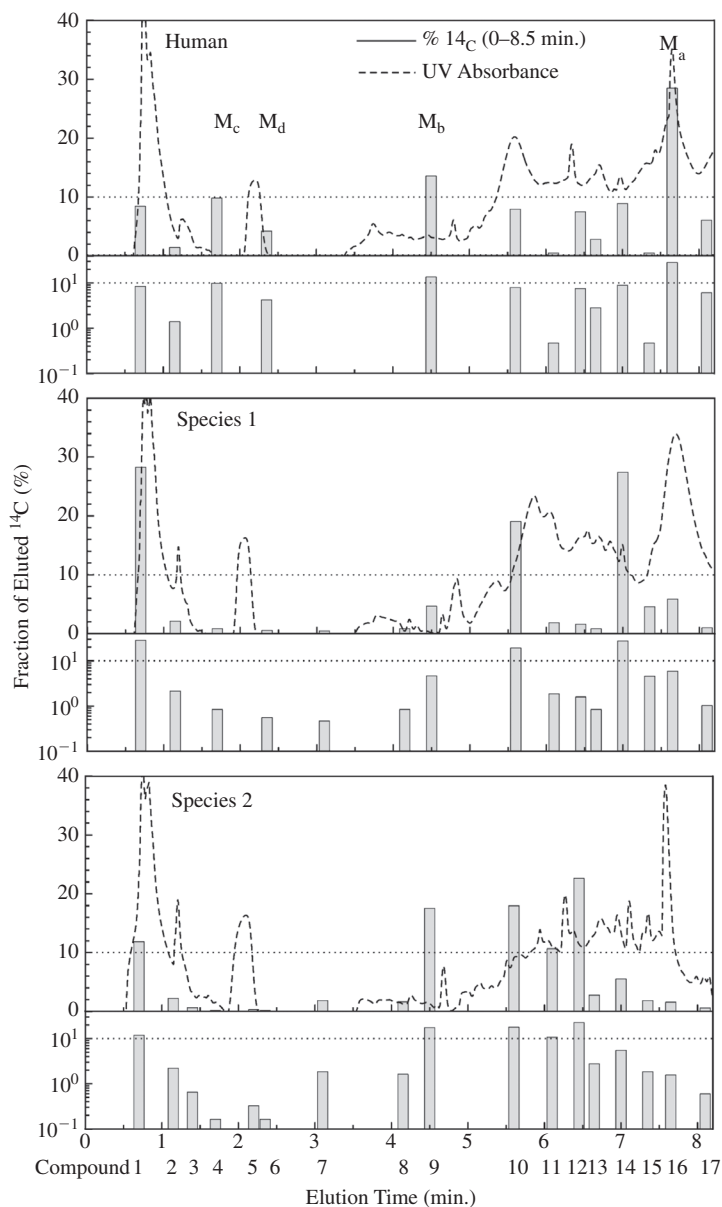 40
Human
% 14C (0–8.5 min.)
UV Absorbance
Ma
30
20
Mc
Md
Mb
10
0
10¹
10⁰
10⁻¹
40
Species 1
30
20
10
0
10¹
10⁰
10⁻¹
40
Species 2
30
20
10
0
10¹
10⁰
10⁻¹
Fraction of Eluted ¹⁴C (%)
0 1 2 3 4 5 6 7 8
Compound 1 2 3 4 5 6 7 8 9 10 11 12 13 14 15 16 17
Elution Time (min.)